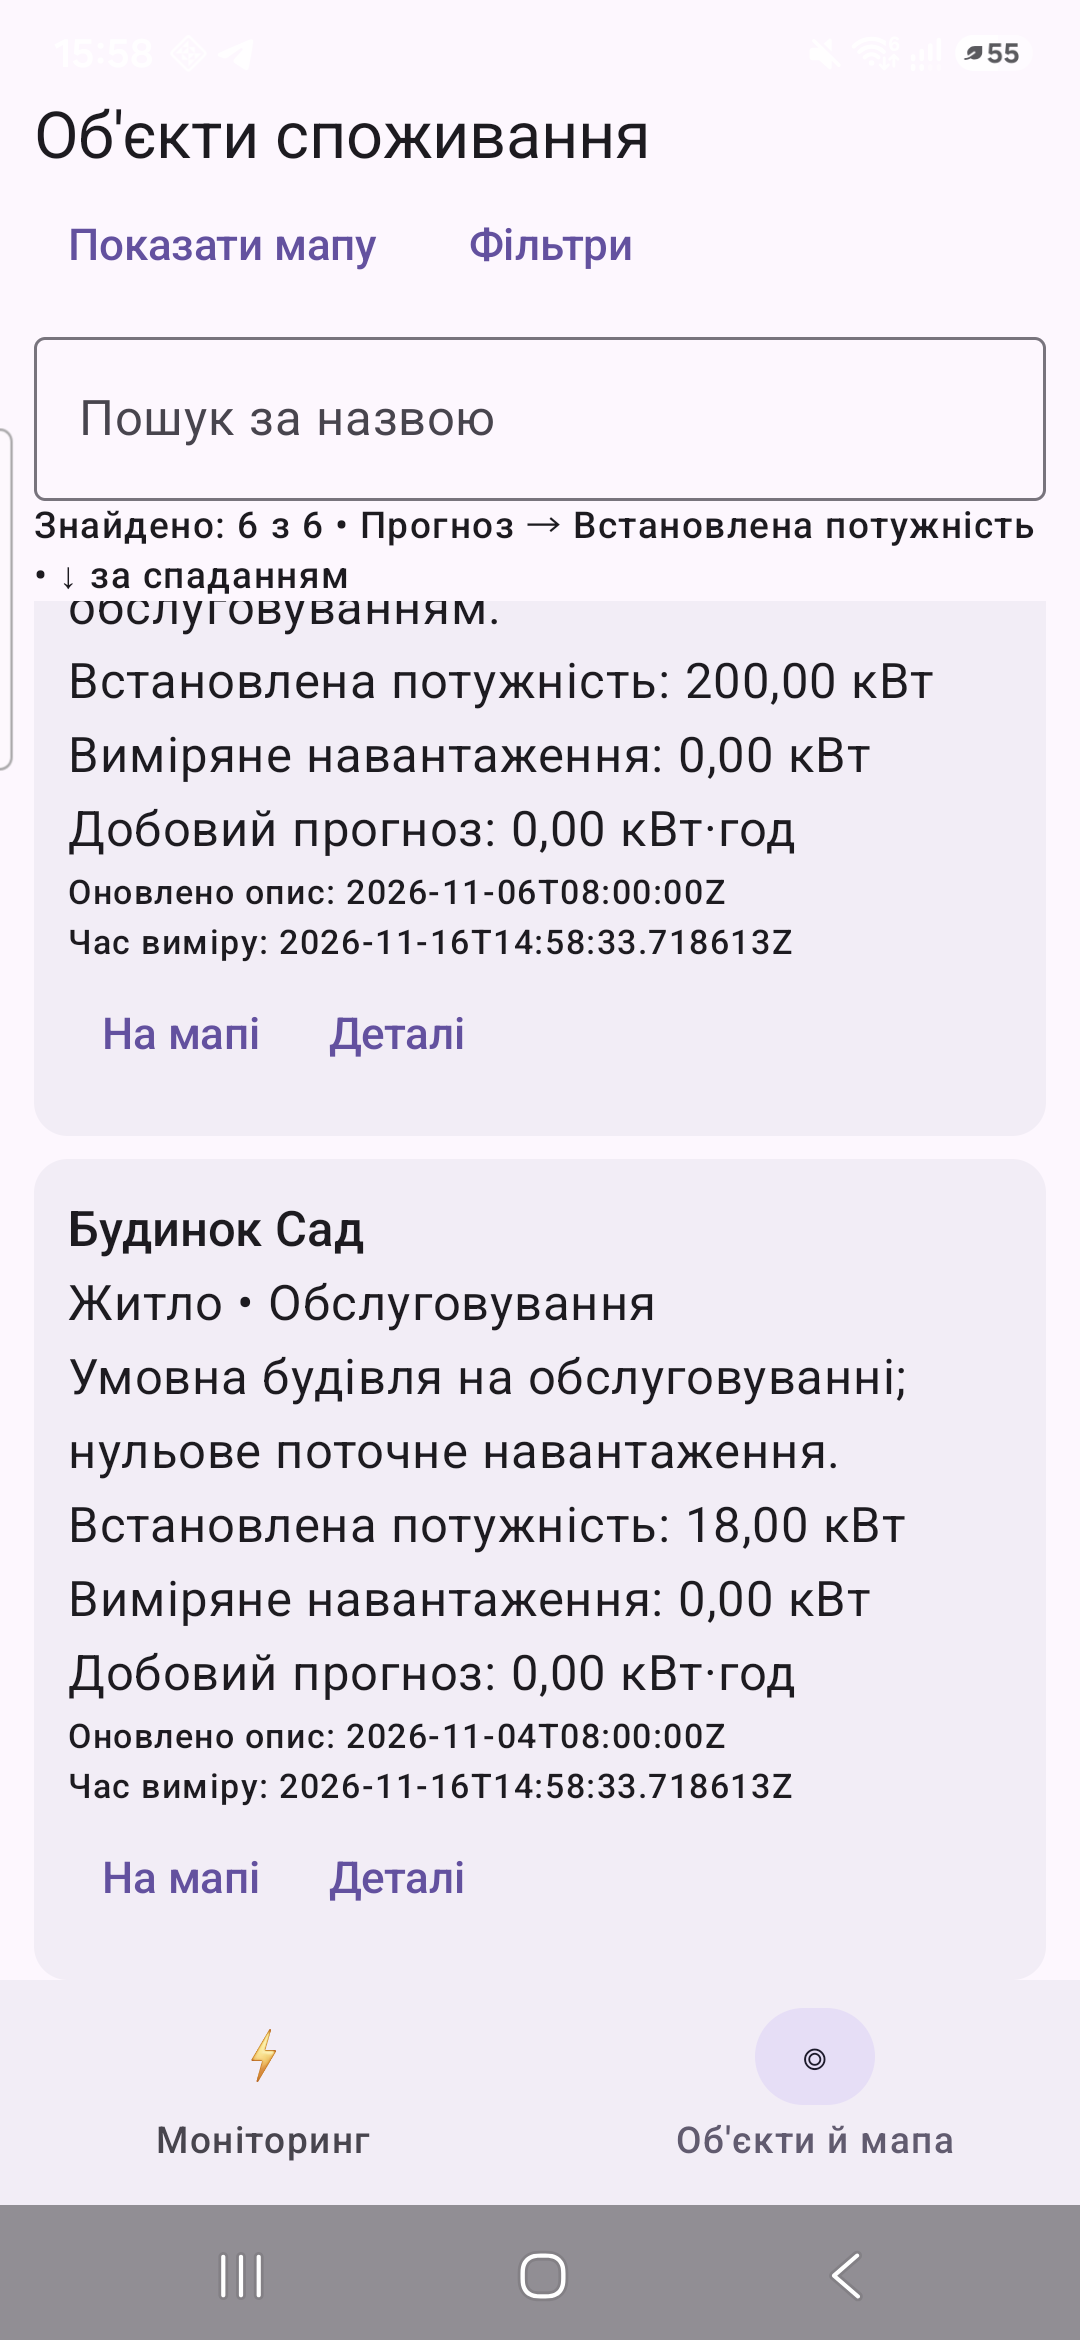 15:58
55
Об'єкти споживання
Показати мапу Фільтри
Пошук за назвою
Знайдено: 6 з 6 • Прогноз → Встановлена потужність
• ↓ за спаданням
обслуговуванням.
Встановлена потужність: 200,00 кВт
Виміряне навантаження: 0,00 кВт
Добовий прогноз: 0,00 кВт·год
Оновлено опис: 2026-11-06T08:00:00Z
Час виміру: 2026-11-16T14:58:33.718613Z
На мапі Деталі
Будинок Сад
Житло • Обслуговування
Умовна будівля на обслуговуванні;
нульове поточне навантаження.
Встановлена потужність: 18,00 кВт
Виміряне навантаження: 0,00 кВт
Добовий прогноз: 0,00 кВт·год
Оновлено опис: 2026-11-04T08:00:00Z
Час виміру: 2026-11-16T14:58:33.718613Z
На мапі Деталі
Моніторинг Об'єкти й мапа